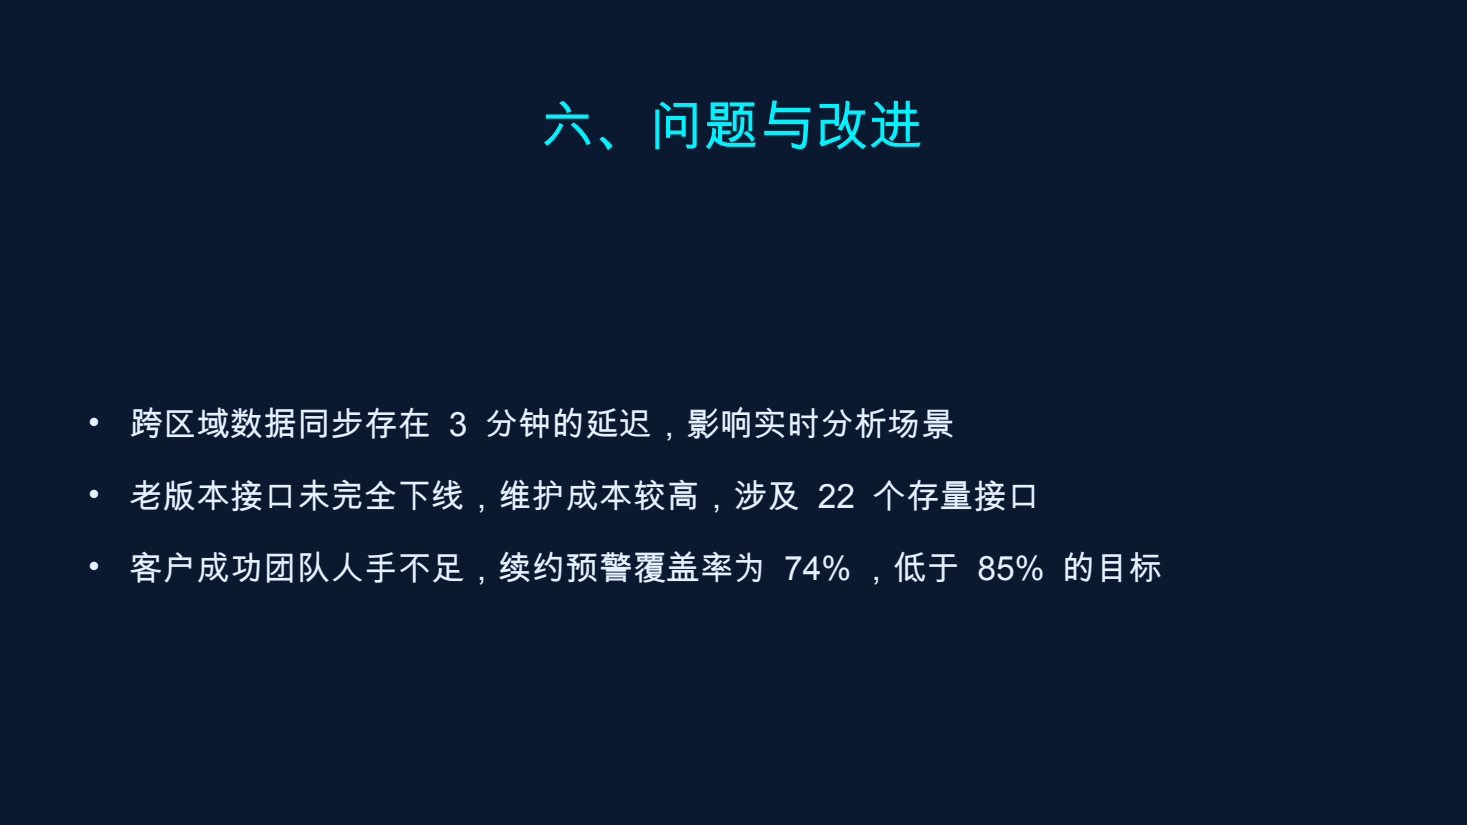 六、问题与改进
• 跨区域数据同步存在 3 分钟的延迟，影响实时分析场景
• 老版本接口未完全下线，维护成本较高，涉及 22 个存量接口
• 客户成功团队人手不足，续约预警覆盖率为 74%，低于 85% 的目标